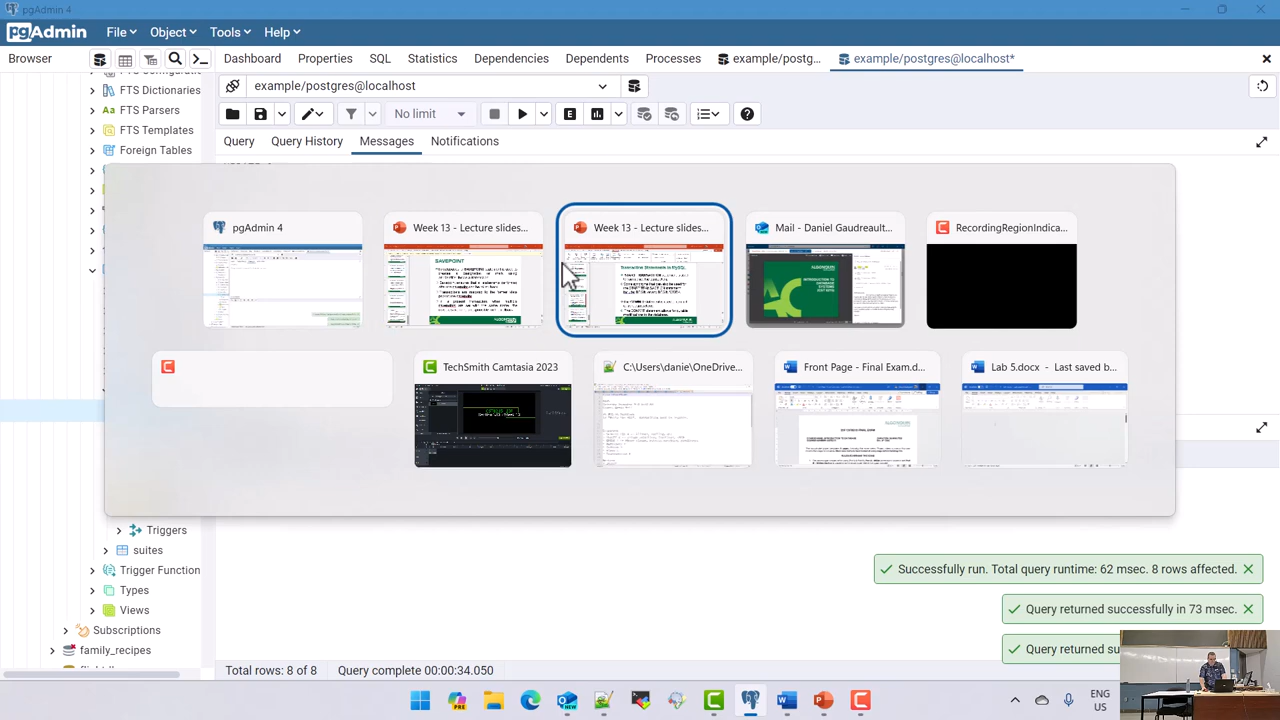 pgAdmin 4
pgAdmin File Object Tools Help
Browser Dashboard Properties SQL Statistics Dependencies Dependents Processes example/postg... example/postgres@localhost*
FTS Dictionaries
Aa FTS Parsers
FTS Templates
Foreign Tables
example/postgres@localhost
No limit
E
Query Query History Messages Notifications
pgAdmin 4
Week 13 - Lecture slides...
Week 13 - Lecture slides...
Mail - Daniel Gaudreault...
RecordingRegionIndica...
SAVEPOINT
TechSmith Camtasia 2023
C:\Users\danie\OneDrive...
Front Page - Final Exam.d...
Lab 5.docx - Last saved b...
Triggers
suites
Trigger Function
Types
Views
Subscriptions
family_recipes
Successfully run. Total query runtime: 62 msec. 8 rows affected.
Query returned successfully in 73 msec.
Query returned su
Total rows: 8 of 8 Query complete 00:00:34.050
ENG
US